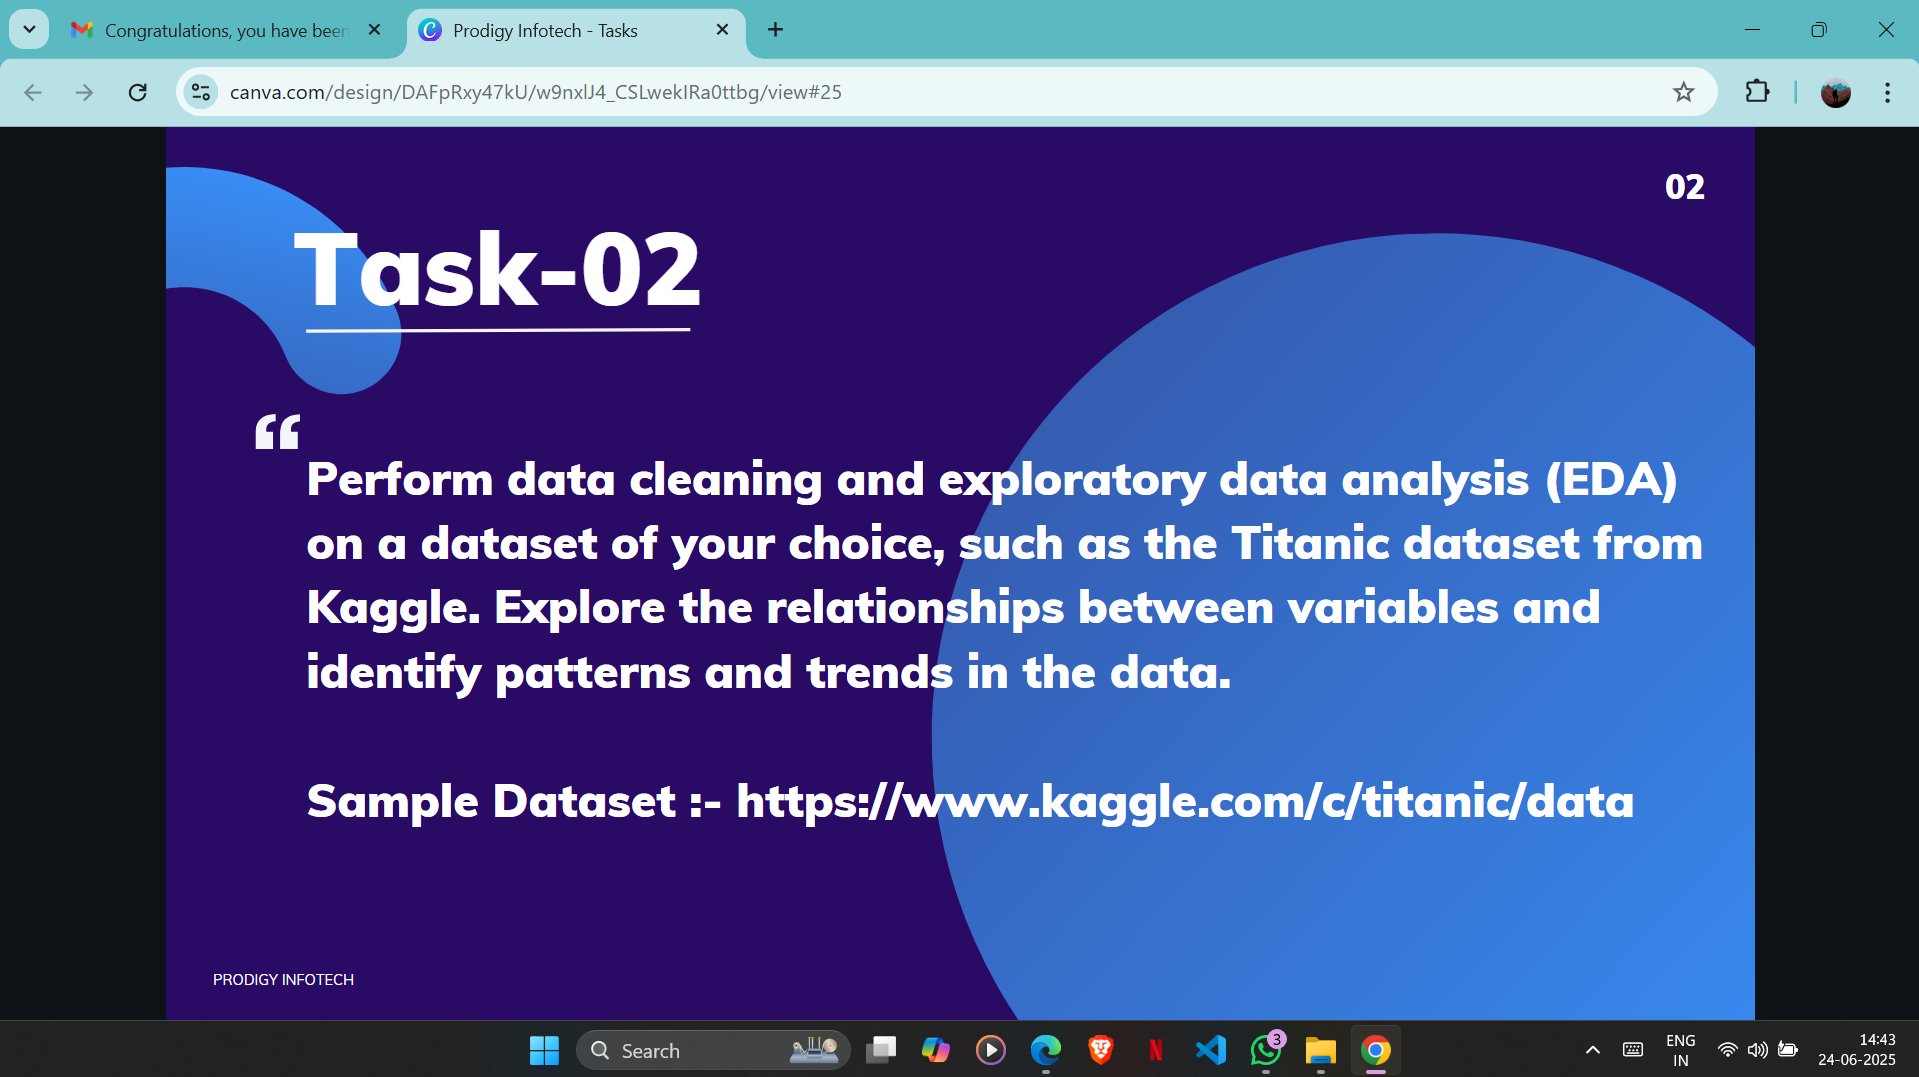 Congratulations, you have been
Prodigy Infotech - Tasks
canva.com/design/DAFpRxy47kU/w9nxlJ4_CSLwekIRa0ttbg/view#25
02
Task-02
“
Perform data cleaning and exploratory data analysis (EDA)
on a dataset of your choice, such as the Titanic dataset from
Kaggle. Explore the relationships between variables and
identify patterns and trends in the data.
Sample Dataset :- https://www.kaggle.com/c/titanic/data
PRODIGY INFOTECH
Search
3
ENG
IN
14:43
24-06-2025